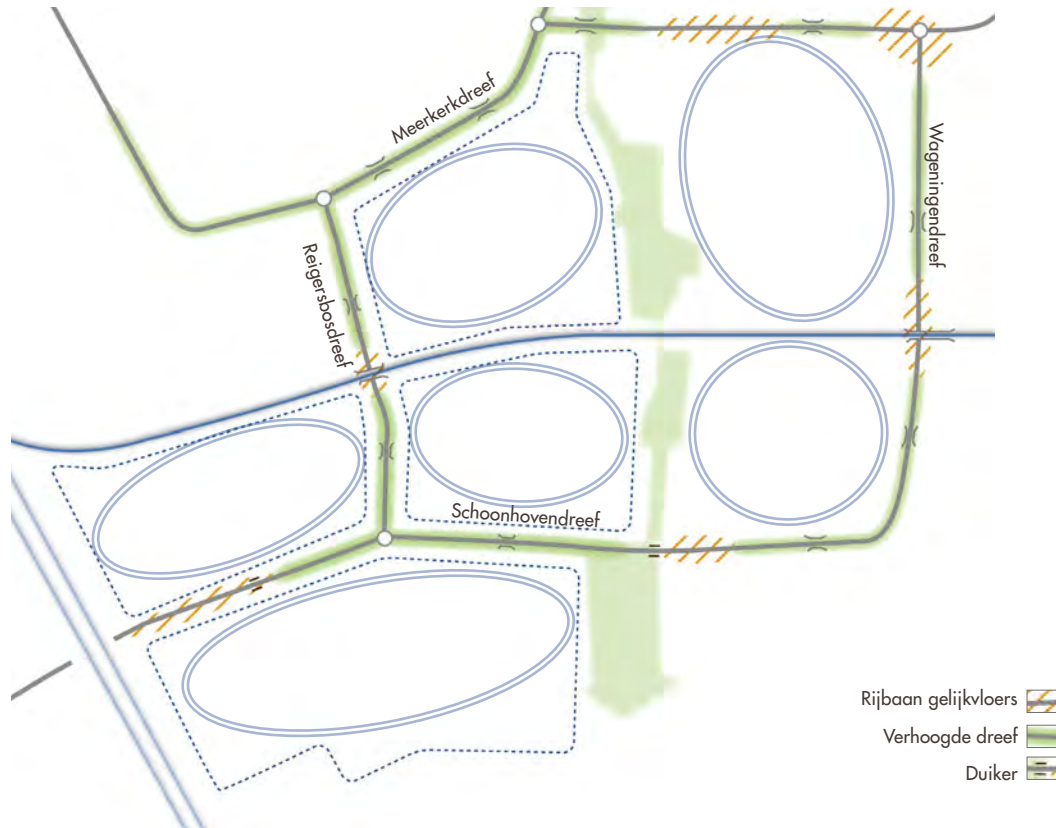 Meerkerkdreef
Wageningendreef
Reigersbosdreef
Schoonhovendreef
Rijbaan gelijkvloers
Verhoogde dreef
Duiker